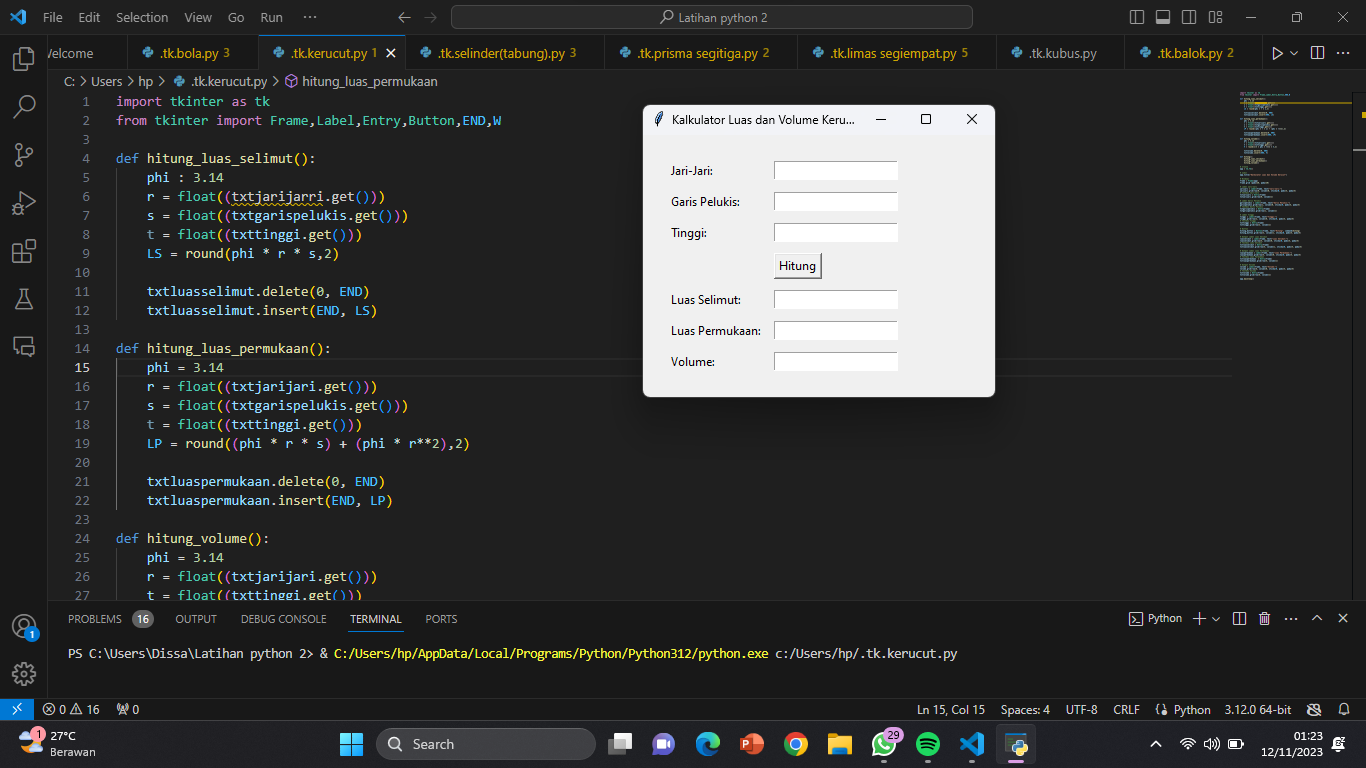 File Edit Selection View Go Run ··· Latihan python 2
Welcome .tk.bola.py 3 .tk.kerucut.py 1 .tk.selinder(tabung).py 3 .tk.prisma segitiga.py 2 .tk.limas segiempat.py 5 .tk.kubus.py .tk.balok.py 2
C: > Users > hp > .tk.kerucut.py > hitung_luas_permukaan
1 import tkinter as tk
2 from tkinter import Frame,Label,Entry,Button,END,W
3
4 def hitung_luas_selimut():
5 phi : 3.14
6 r = float((txtjarijarri.get()))
7 s = float((txtgarispelukis.get()))
8 t = float((txttinggi.get()))
9 LS = round(phi * r * s,2)
10
11 txtluasselimut.delete(0, END)
12 txtluasselimut.insert(END, LS)
13
14 def hitung_luas_permukaan():
15 phi = 3.14
16 r = float((txtjarijari.get()))
17 s = float((txtgarispelukis.get()))
18 t = float((txttinggi.get()))
19 LP = round((phi * r * s) + (phi * r**2),2)
20
21 txtluaspermukaan.delete(0, END)
22 txtluaspermukaan.insert(END, LP)
23
24 def hitung_volume():
25 phi = 3.14
26 r = float((txtjarijari.get()))
27 t = float((txttinggi.get()))
Kalkulator Luas dan Volume Keru...
Jari-Jari:
Garis Pelukis:
Tinggi:
Hitung
Luas Selimut:
Luas Permukaan:
Volume:
PROBLEMS 16 OUTPUT DEBUG CONSOLE TERMINAL PORTS Python
PS C:\Users\Dissa\Latihan python 2> & C:/Users/hp/AppData/Local/Programs/Python/Python312/python.exe c:/Users/hp/.tk.kerucut.py
1
0 16 0 Ln 15, Col 15 Spaces: 4 UTF-8 CRLF Python 3.12.0 64-bit
1 27°C
Berawan
Search
29
01:23
12/11/2023